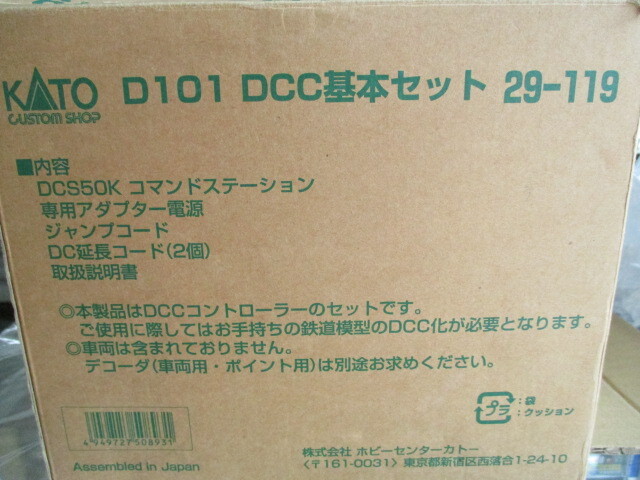 KATO
CUSTOM SHOP
D101 DCC基本セット 29-119
■内容
DCS50K コマンドステーション
専用アダプター電源
ジャンプコード
DC延長コード(2個)
取扱説明書
◎本製品はDCCコントローラーのセットです。
ご使用に際してはお手持ちの鉄道模型のDCC化が必要となります。
◎車両は含まれておりません。
デコーダ(車両用・ポイント用)は別途お求めください。
プラ
:袋
:クッション
4 949727 508931
Assembled in Japan
株式会社 ホビーセンターカトー
〈〒161-0031〉東京都新宿区西落合1-24-10